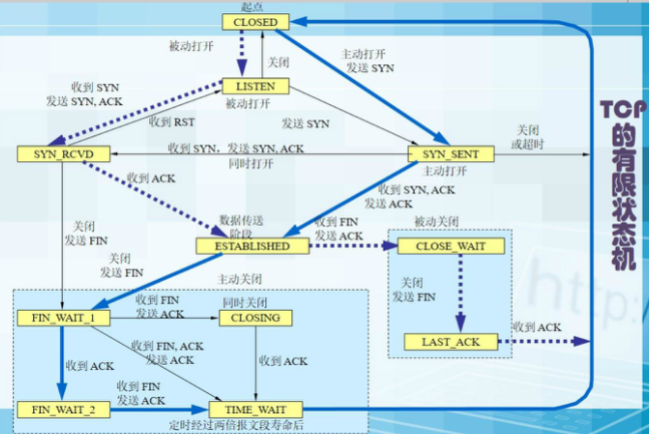 起点
CLOSED
被动打开
关闭
主动打开
发送 SYN
收到 SYN
发送 SYN, ACK
LISTEN
被动打开
收到 RST
发送 SYN
TCP的有限状态机
关闭
或超时
SYN_RCVD
收到 SYN，发送 SYN, ACK
同时打开
SYN_SENT
主动打开
收到 ACK
收到 SYN, ACK
发送 ACK
关闭
发送 FIN
数据传送
阶段
ESTABLISHED
收到 FIN
发送 ACK
被动关闭
CLOSE_WAIT
关闭
发送 FIN
关闭
发送 FIN
LAST_ACK
收到 ACK
主动关闭
FIN_WAIT_1
收到 FIN
发送 ACK
同时关闭
CLOSING
收到 ACK
收到 FIN, ACK
发送 ACK
收到 ACK
收到 FIN
发送 ACK
FIN_WAIT_2
TIME_WAIT
定时经过两倍报文段寿命后
http:/